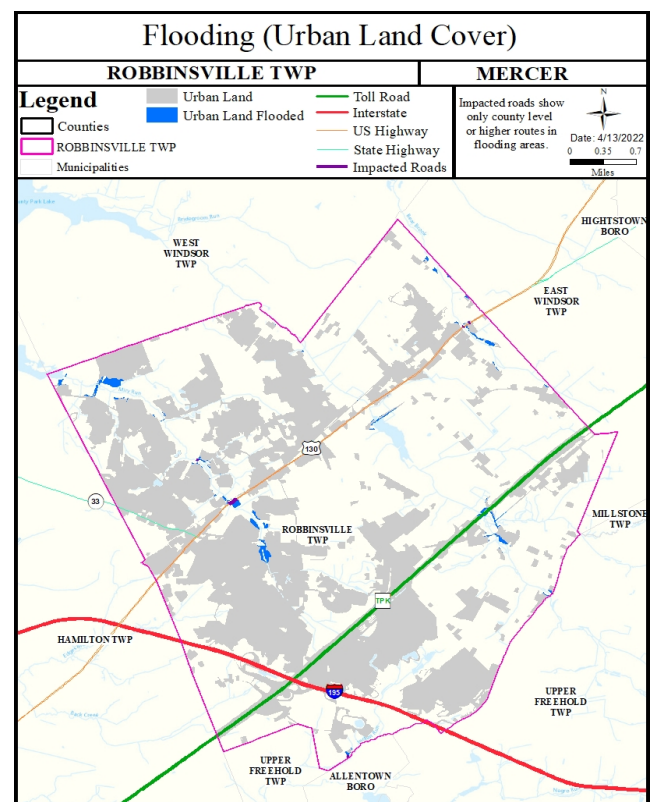 Flooding (Urban Land Cover)
ROBBINSVILLE TWP
MERCER
Legend
Counties
ROBBINSVILLE TWP
Municipalities
Urban Land
Urban Land Flooded
Toll Road
Interstate
US Highway
State Highway
Impacted Roads
Impacted roads show
only county level
or higher routes in
flooding areas.
N
Date: 4/13/2022
0 0.35 0.7
Miles
HIGHTSTOWN
BORO
WEST
WINDSOR
TWP
EAST
WINDSOR
TWP
130
33
ROBBINSVILLE
TWP
MILLSTONE
TWP
TPK
HAMILTON TWP
195
UPPER
FREEHOLD
TWP
UPPER
FREEHOLD
TWP
ALLENTOWN
BORO